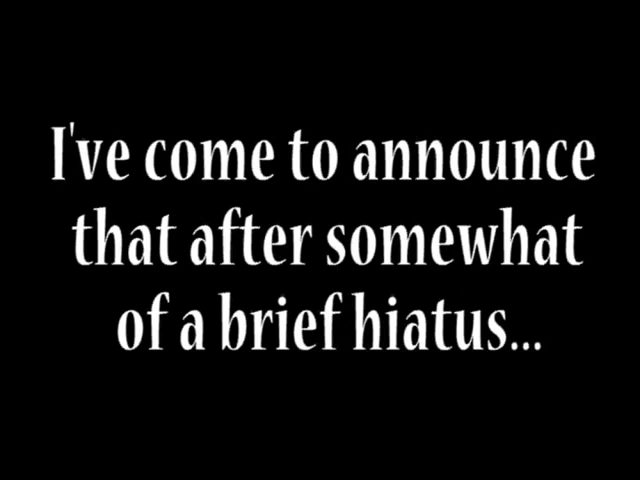 I've come to announce
that after somewhat
of a brief hiatus...